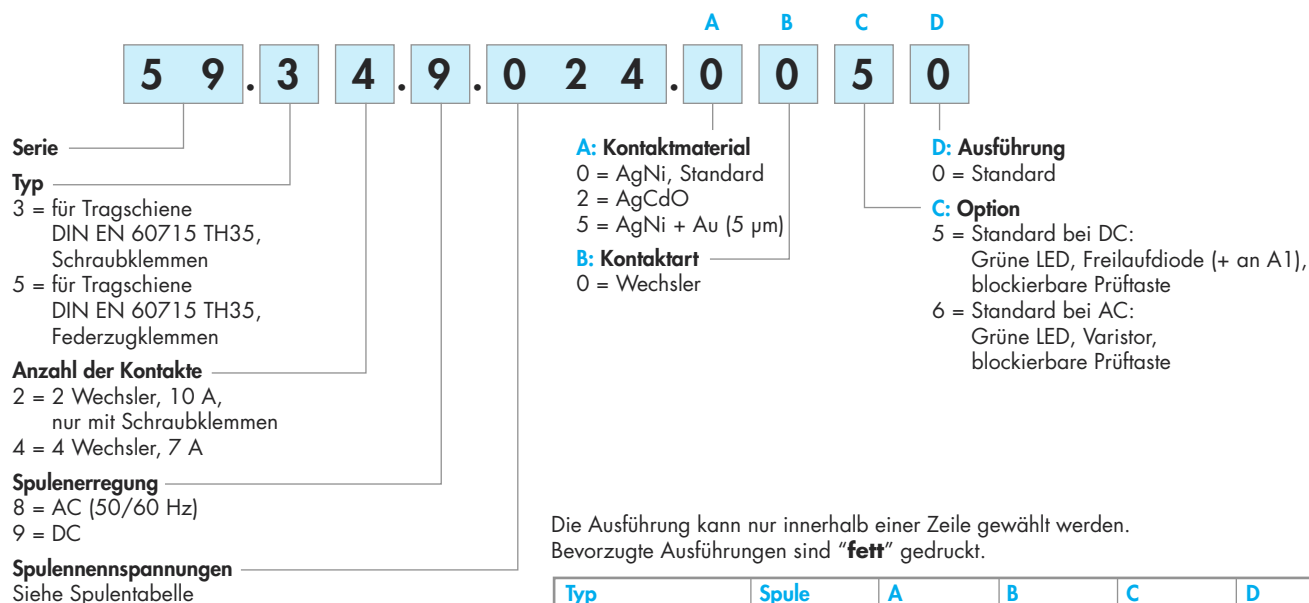 A B C D
5 9 . 3 4 . 9 . 0 2 4 . 0 0 5 0
Serie
Typ
3 = für Tragschiene
DIN EN 60715 TH35,
Schraubklemmen
5 = für Tragschiene
DIN EN 60715 TH35,
Federzugklemmen
Anzahl der Kontakte
2 = 2 Wechsler, 10 A,
nur mit Schraubklemmen
4 = 4 Wechsler, 7 A
Spulenerregung
8 = AC (50/60 Hz)
9 = DC
Spulennennspannungen
Siehe Spulentabelle
A: Kontaktmaterial
0 = AgNi, Standard
2 = AgCdO
5 = AgNi + Au (5 µm)
B: Kontaktart
0 = Wechsler
D: Ausführung
0 = Standard
C: Option
5 = Standard bei DC:
Grüne LED, Freilaufdiode (+ an A1),
blockierbare Prüftaste
6 = Standard bei AC:
Grüne LED, Varistor,
blockierbare Prüftaste
Die Ausführung kann nur innerhalb einer Zeile gewählt werden.
Bevorzugte Ausführungen sind “fett” gedruckt.
Typ Spule A B C D